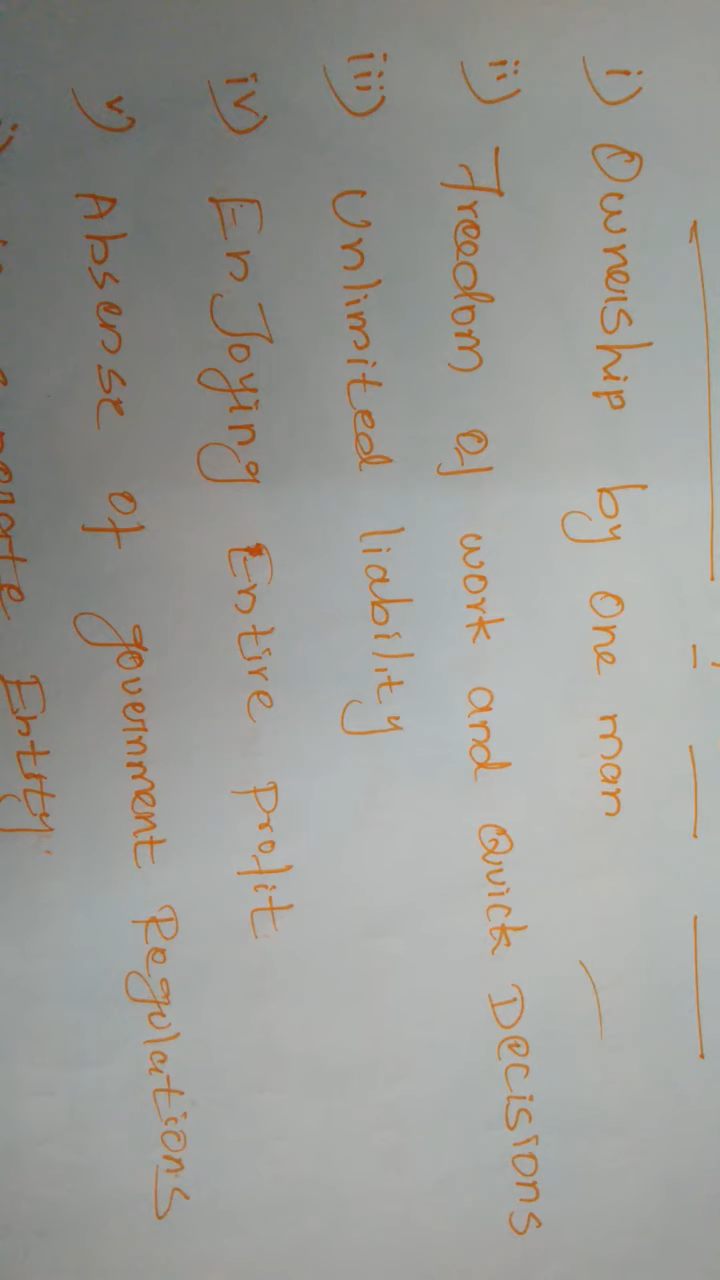 i) Ownership by One man
ii) Freedom of work and Quick Decisions
iii) Unlimited liability
iv) EnJoying Entire profit
v) Absense of government Regulations
Entity.